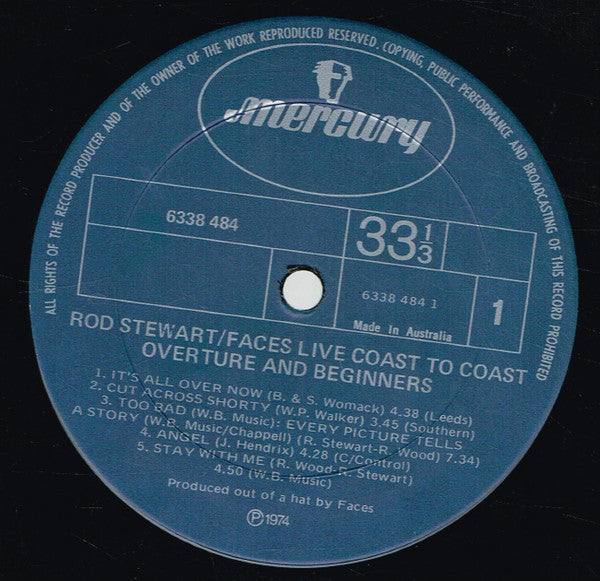 ALL RIGHTS OF THE RECORD PRODUCER AND OF THE OWNER OF THE WORK REPRODUCED RESERVED. COPYING, PUBLIC PERFORMANCE AND BROADCASTING OF THIS RECORD PROHIBITED
mercury
6338 484
33 1/3
6338 484 1
1
Made in Australia
ROD STEWART/FACES LIVE COAST TO COAST
OVERTURE AND BEGINNERS
1. IT'S ALL OVER NOW (B. & S. Womack) 4.38 (Leeds)
2. CUT ACROSS SHORTY (W.P. Walker) 3.45 (Southern)
3. TOO BAD (W.B. Music): EVERY PICTURE TELLS
A STORY (W.B. Music/Chappell) (R. Stewart-R. Wood) 7.34)
4. ANGEL (J. Hendrix) 4.28 (C/Control)
5. STAY WITH ME (R. Wood-R. Stewart)
4.50 (W.B. Music)
Produced out of a hat by Faces
Ⓟ1974